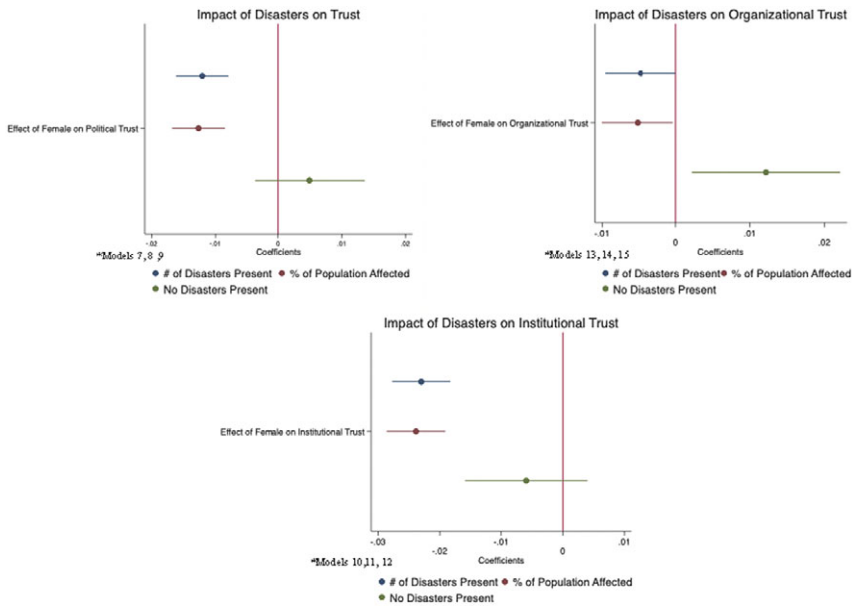 Impact of Disasters on Trust
Effect of Female on Political Trust
-.02 -.01 0 .01 .02
Coefficients
*Models 7,8 9
# of Disasters Present % of Population Affected
No Disasters Present
Impact of Disasters on Organizational Trust
Effect of Female on Organizational Trust
-.01 0 .01 .02
Coefficients
*Models 13,14,15
# of Disasters Present % of Population Affected
No Disasters Present
Impact of Disasters on Institutional Trust
Effect of Female on Institutional Trust
-.03 -.02 -.01 0 .01
Coefficients
*Models 10,11, 12
# of Disasters Present % of Population Affected
No Disasters Present